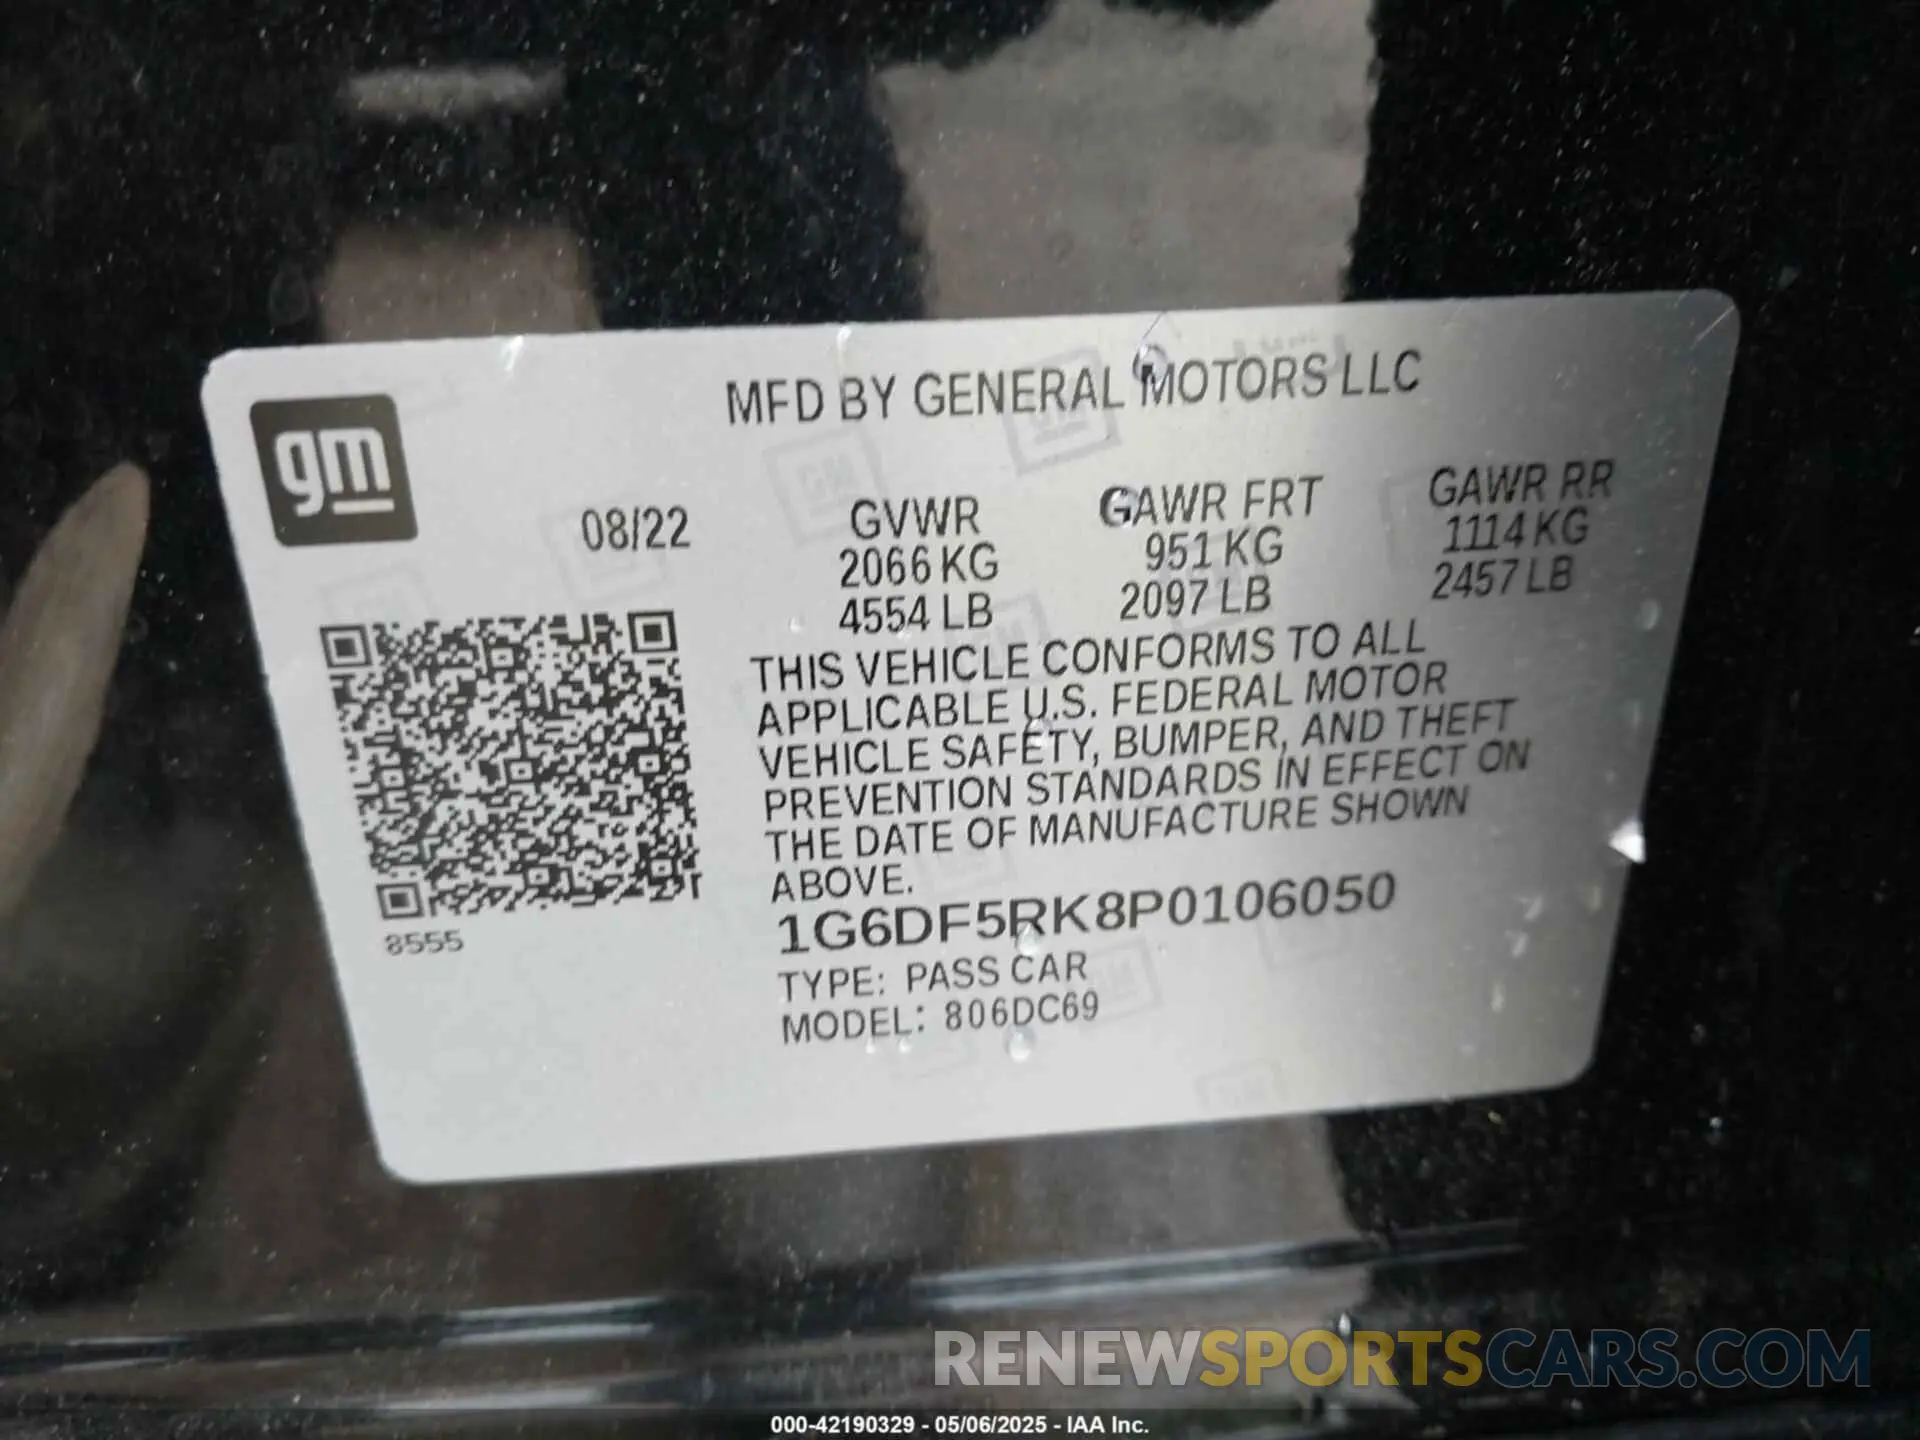 MFD BY GENERAL MOTORS LLC
gm
08/22
GVWR
2066 KG
4554 LB
GAWR FRT
951 KG
2097 LB
GAWR RR
1114 KG
2457 LB
THIS VEHICLE CONFORMS TO ALL
APPLICABLE U.S. FEDERAL MOTOR
VEHICLE SAFETY, BUMPER, AND THEFT
PREVENTION STANDARDS IN EFFECT ON
THE DATE OF MANUFACTURE SHOWN
ABOVE.
1G6DF5RK8P0106050
TYPE: PASS CAR
MODEL: 806DC69
8555
RENEWSPORTSCARS.COM
000-42190329 - 05/06/2025 - IAA Inc.